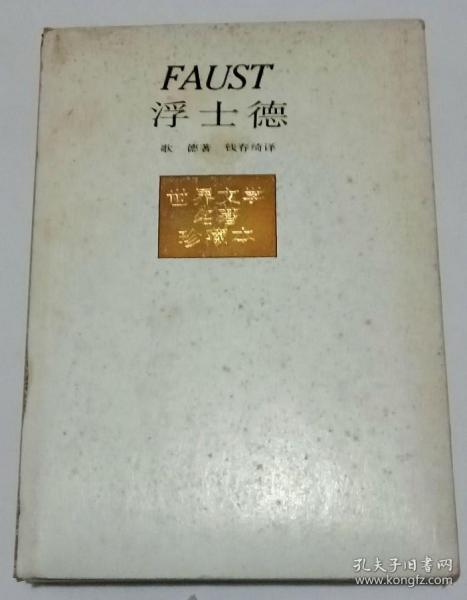 FAUST
浮士德
歌 德著 钱春绮译
世界文学
名著
珍藏本
孔夫子旧书网
www.kongfz.com